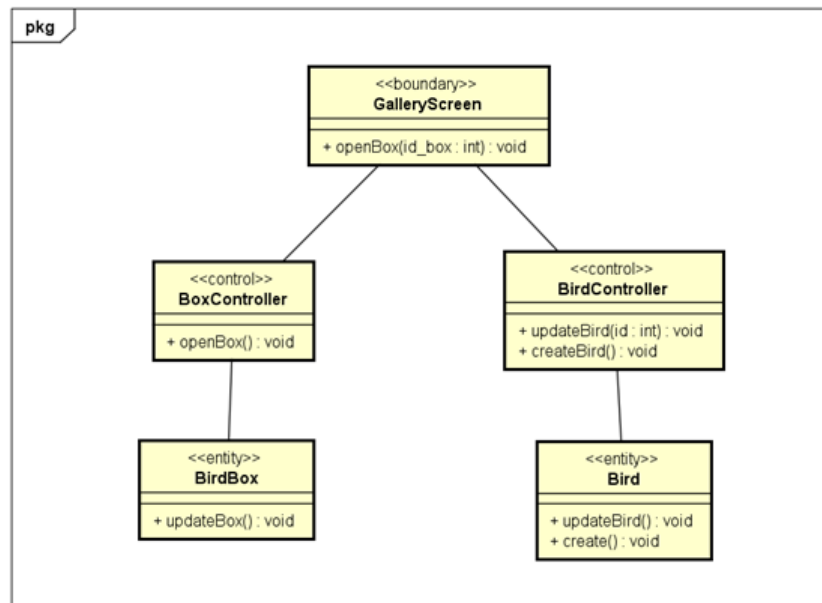 pkg
<<boundary>>
GalleryScreen
+ openBox(id_box : int) : void
<<control>>
BoxController
+ openBox() : void
<<control>>
BirdController
+ updateBird(id : int) : void
+ createBird() : void
<<entity>>
BirdBox
+ updateBox() : void
<<entity>>
Bird
+ updateBird() : void
+ create() : void